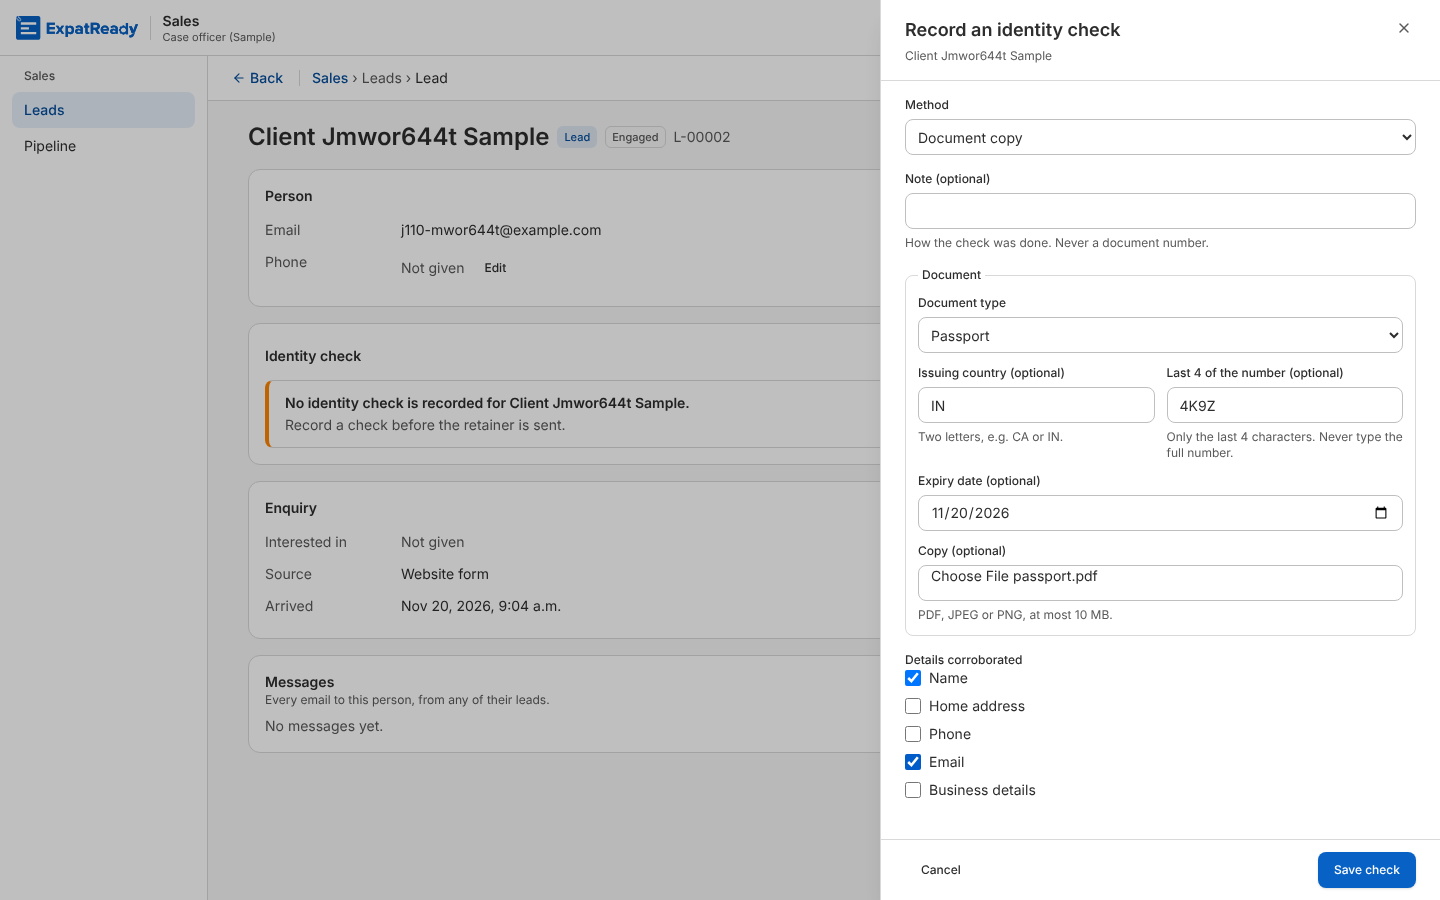 ExpatReady
Sales
Case officer (Sample)
Sales
Leads
Pipeline
← Back
Sales › Leads › Lead
Client Jmwor644t Sample Lead Engaged L-00002
Person
Email j110-mwor644t@example.com
Phone Not given Edit
Identity check
No identity check is recorded for Client Jmwor644t Sample.
Record a check before the retainer is sent.
Enquiry
Interested in Not given
Source Website form
Arrived Nov 20, 2026, 9:04 a.m.
Messages
Every email to this person, from any of their leads.
No messages yet.
Record an identity check
Client Jmwor644t Sample
Method
Document copy
Note (optional)
How the check was done. Never a document number.
Document
Document type
Passport
Issuing country (optional) Last 4 of the number (optional)
IN 4K9Z
Two letters, e.g. CA or IN. Only the last 4 characters. Never type the
full number.
Expiry date (optional)
11/20/2026
Copy (optional)
Choose File passport.pdf
PDF, JPEG or PNG, at most 10 MB.
Details corroborated
Name
Home address
Phone
Email
Business details
Cancel Save check